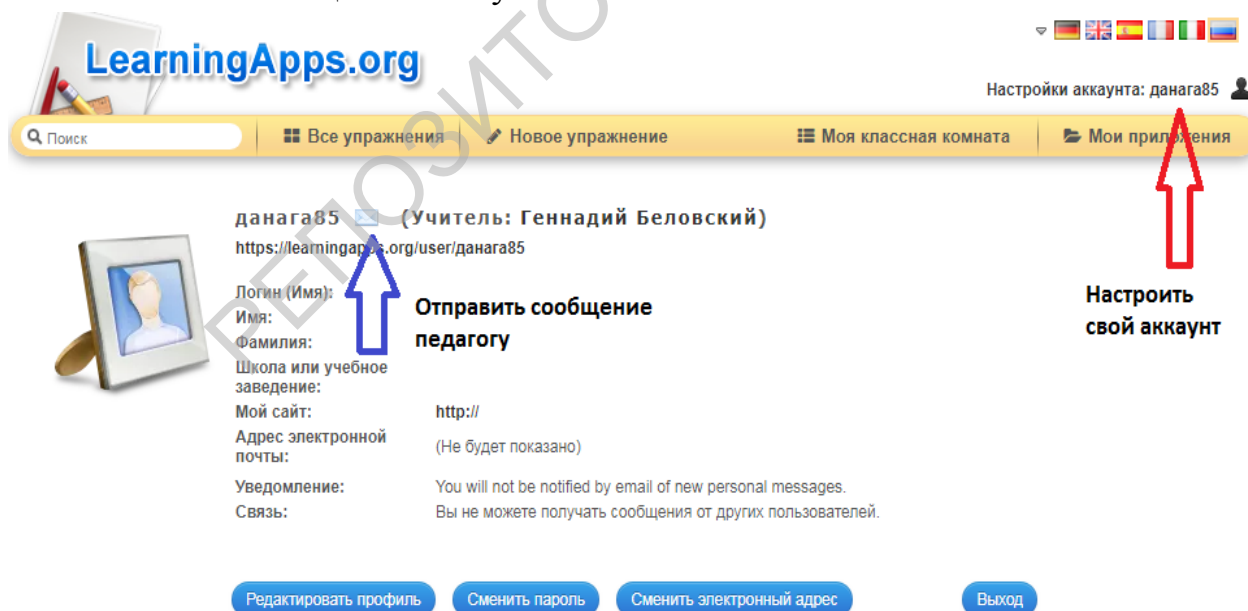 LearningApps.org
Настройки аккаунта: данага85
Поиск
Все упражнения
Новое упражнение
Моя классная комната
Мои приложения
данага85 (Учитель: Геннадий Беловский)
https://learningapps.org/user/данага85
Логин (Имя):
Имя:
Фамилия:
Школа или учебное
заведение:
Мой сайт: http://
Адрес электронной
почты:
(Не будет показано)
Уведомление: You will not be notified by email of new personal messages.
Связь: Вы не можете получать сообщения от других пользователей.
Отправить сообщение
педагогу
Настроить
свой аккаунт
Редактировать профиль
Сменить пароль
Сменить электронный адрес
Выход
РЕПОЗИТО